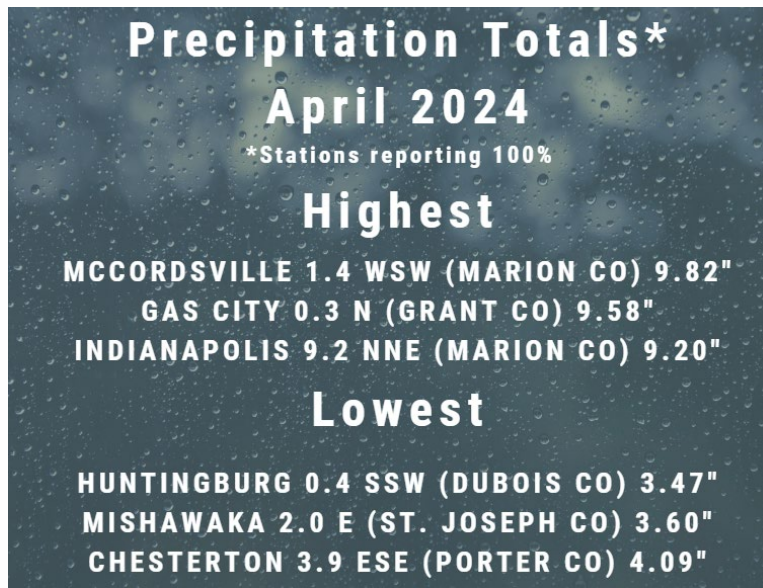 Precipitation Totals*
April 2024
*Stations reporting 100%
Highest
MCCORDSVILLE 1.4 WSW (MARION CO) 9.82"
GAS CITY 0.3 N (GRANT CO) 9.58"
INDIANAPOLIS 9.2 NNE (MARION CO) 9.20"
Lowest
HUNTINGBURG 0.4 SSW (DUBOIS CO) 3.47"
MISHAWAKA 2.0 E (ST. JOSEPH CO) 3.60"
CHESTERTON 3.9 ESE (PORTER CO) 4.09"